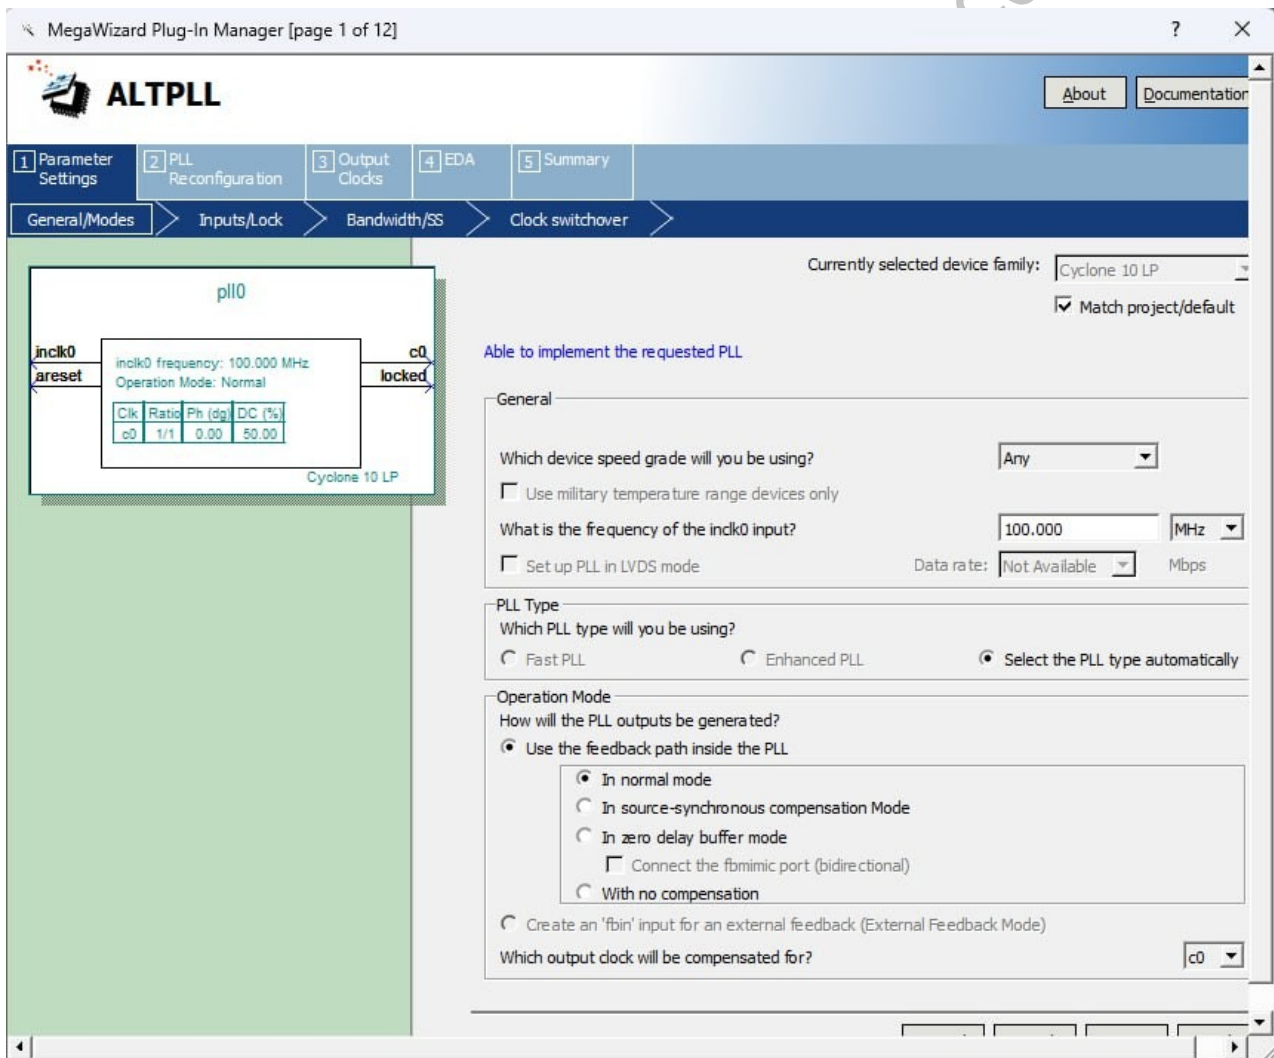 MegaWizard Plug-In Manager [page 1 of 12]
?
ALTPLL
About
Documentation
1 Parameter Settings
2 PLL Reconfiguration
3 Output Clocks
4 EDA
5 Summary
General/Modes
Inputs/Lock
Bandwidth/SS
Clock switchover
pll0
inclk0
areset
c0
locked
inclk0 frequency: 100.000 MHz
Operation Mode: Normal
Clk Ratio Ph (dg) DC (%)
c0 1/1 0.00 50.00
Cyclone 10 LP
Currently selected device family:
Cyclone 10 LP
Match project/default
Able to implement the requested PLL
General
Which device speed grade will you be using?
Any
Use military temperature range devices only
What is the frequency of the inclk0 input?
100.000
MHz
Set up PLL in LVDS mode
Data rate:
Not Available
Mbps
PLL Type
Which PLL type will you be using?
Fast PLL
Enhanced PLL
Select the PLL type automatically
Operation Mode
How will the PLL outputs be generated?
Use the feedback path inside the PLL
In normal mode
In source-synchronous compensation Mode
In zero delay buffer mode
Connect the fbmimic port (bidirectional)
With no compensation
Create an 'fbin' input for an external feedback (External Feedback Mode)
Which output clock will be compensated for?
c0